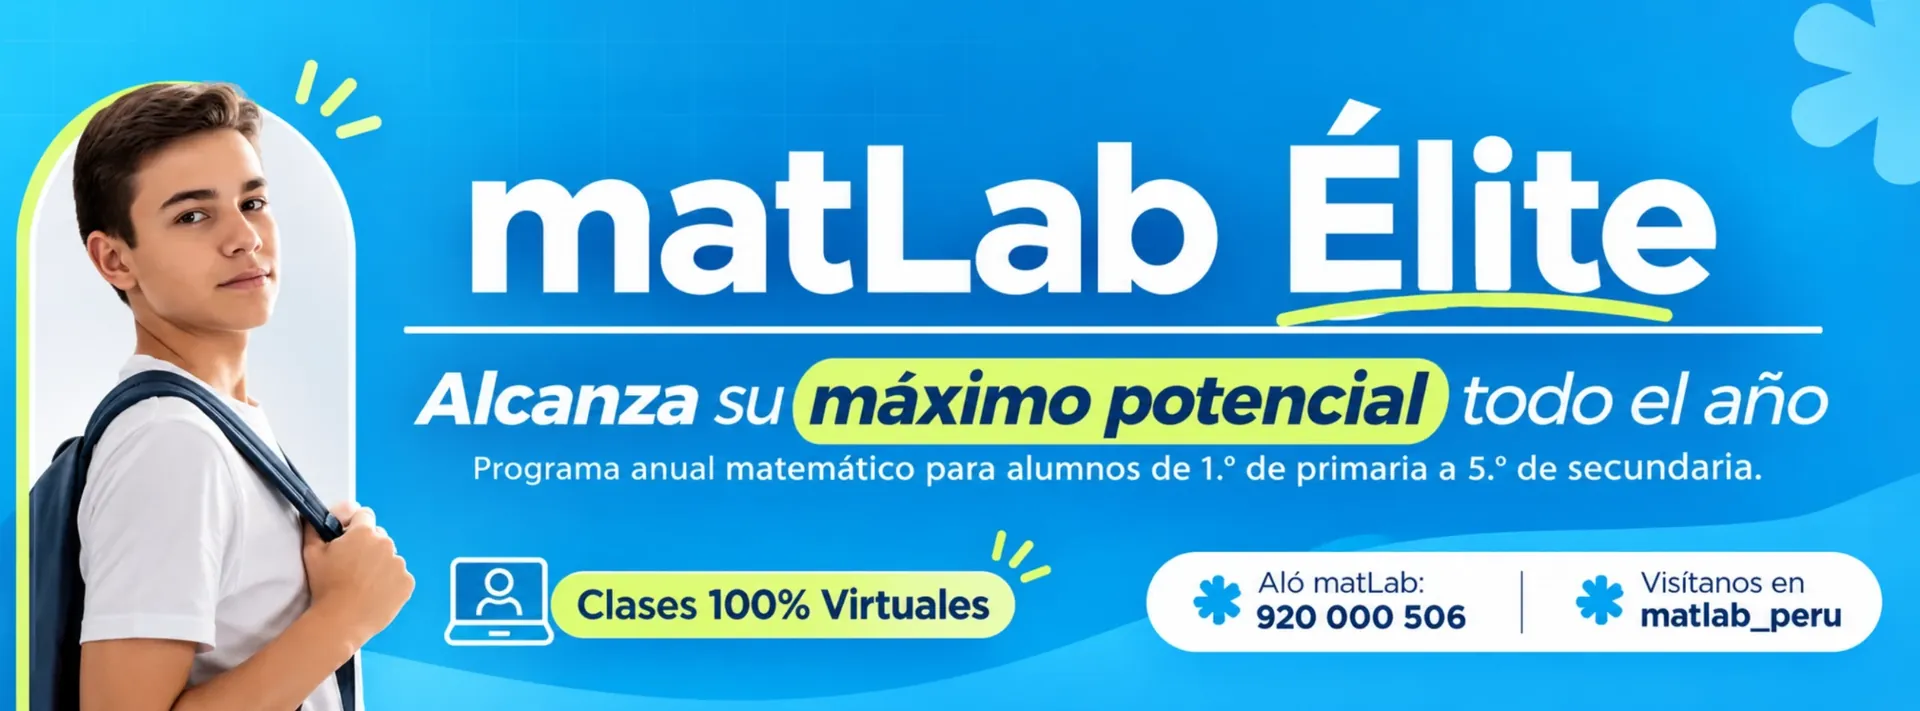 matLab Élite
Alcanza su máximo potencial todo el año
Programa anual matemático para alumnos de 1.° de primaria a 5.° de secundaria.
Clases 100% Virtuales
Aló matLab:
920 000 506
Visítanos en
matlab_peru